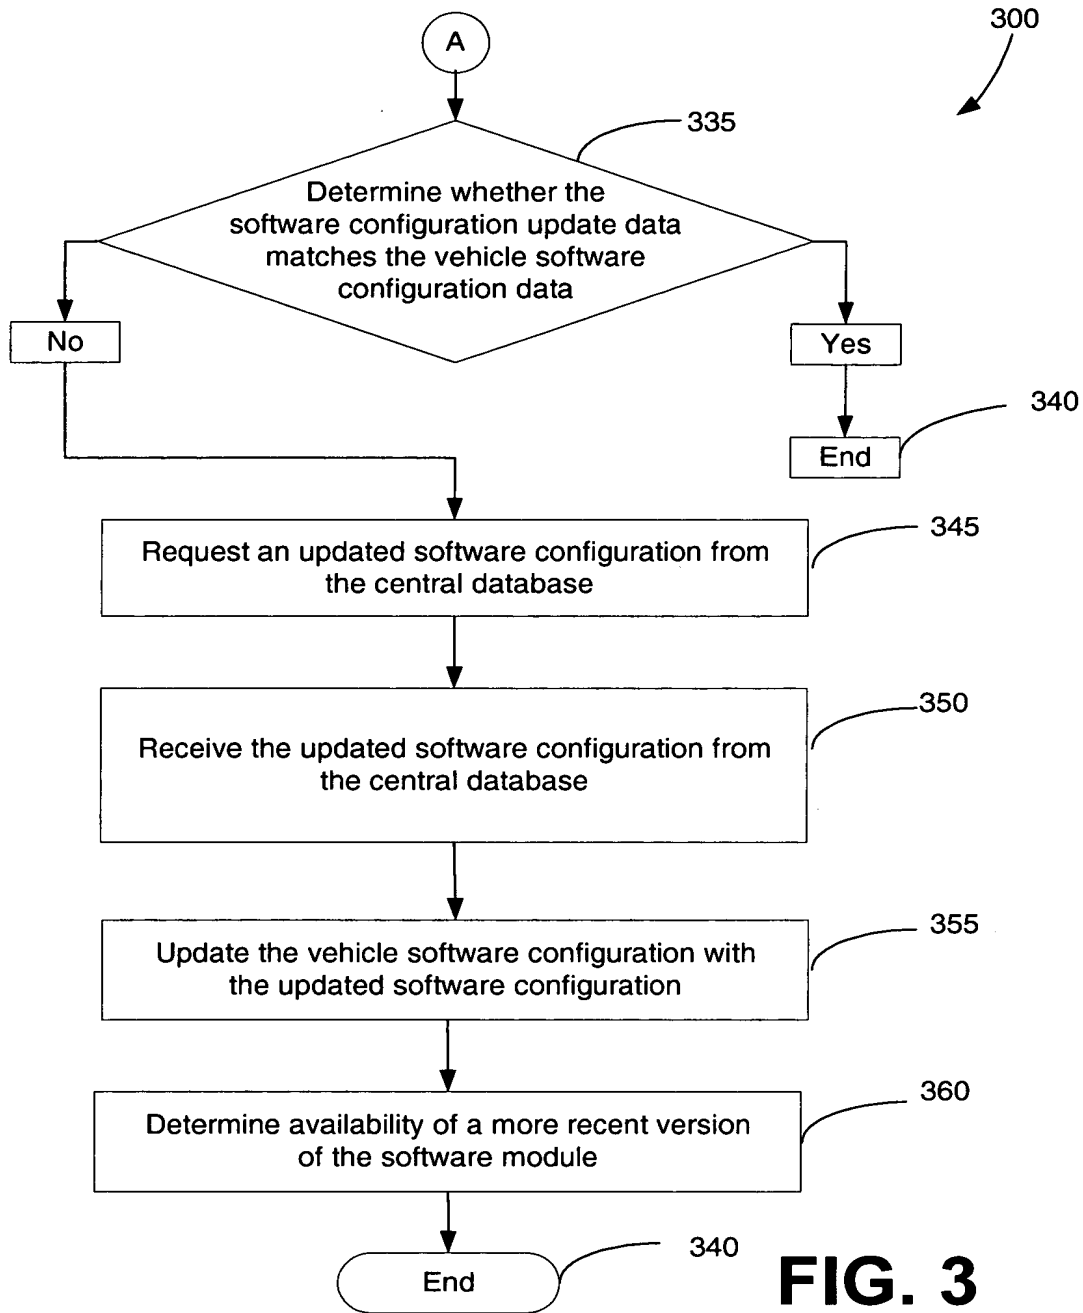 300
A
335
Determine whether the
software configuration update data
matches the vehicle software
configuration data
No
Yes
340
End
345
Request an updated software configuration from
the central database
350
Receive the updated software configuration from
the central database
355
Update the vehicle software configuration with
the updated software configuration
360
Determine availability of a more recent version
of the software module
340
End
FIG. 3